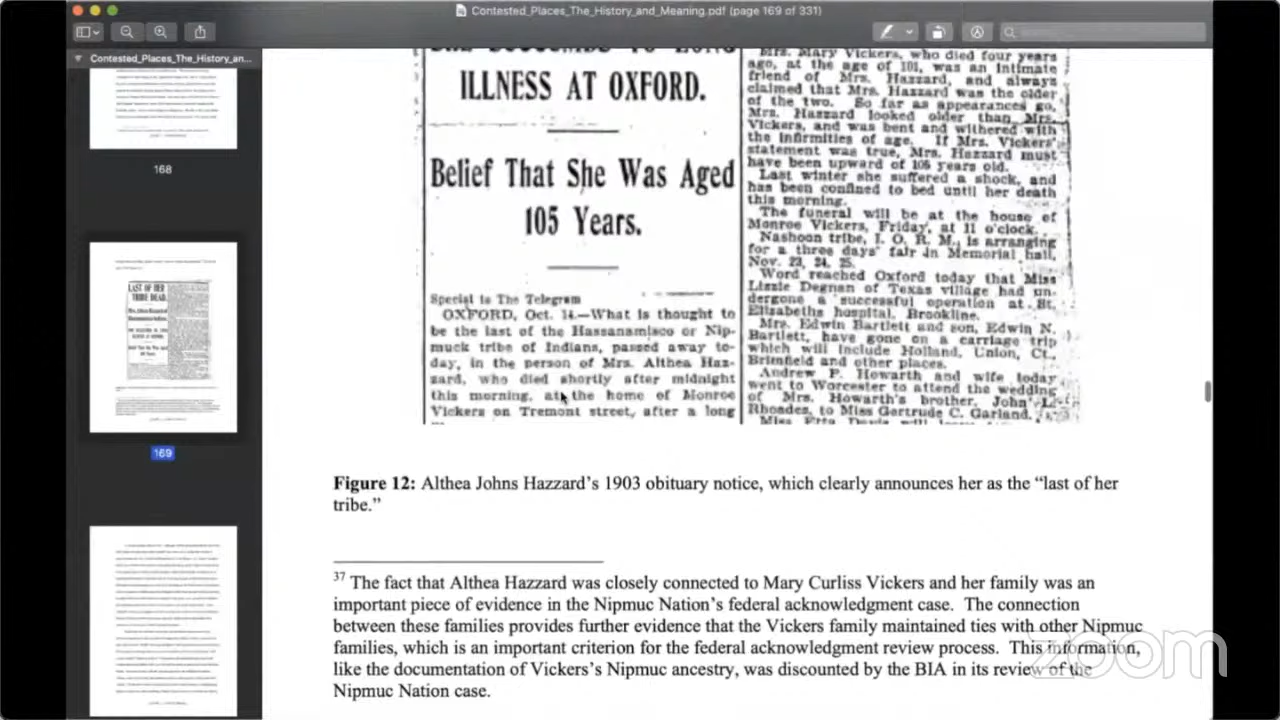 Contested_Places_The_History_and_Meaning.pdf (page 169 of 331)
Contested_Places_The_History_an...
168
169
LAST OF HER
TRIBE DEAD.
ILLNESS AT OXFORD.
Belief That She Was Aged
105 Years.
Special to The Telegram
OXFORD, Oct. 14.—What is thought to
be the last of the Hassanamisco or Nip-
muck tribe of Indians, passed away to-
day, in the person of Mrs. Althea Haz-
zard, who died shortly after midnight
this morning, at the home of Monroe
Vickers on Tremont street, after a long
Mrs. Mary Vickers, who died four years
ago, at the age of 101, was an intimate
friend of Mrs. Hazzard, and always
claimed that Mrs. Hazzard was the older
of the two. So far as appearances go,
Mrs. Hazzard looked older than Mrs.
Vickers, and was bent and withered with
the infirmities of age. If Mrs. Vickers'
statement was true, Mrs. Hazzard must
have been upward of 105 years old.
Last winter she suffered a shock, and
has been confined to bed until her death
this morning.
The funeral will be at the house of
Monroe Vickers, Friday, at 11 o'clock.
Nashoon tribe, I. O. R. M., is arranging
for a three days' fair in Memorial hall,
Nov. 23, 24, 25.
Word reached Oxford today that Miss
Lizzie Degnan of Texas village had un-
dergone a successful operation at St.
Elizabeths hospital, Brookline.
Mrs. Edwin Bartlett and son, Edwin N.
Bartlett, have gone on a carriage trip
which will include Holland, Union, Ct.,
Brimfield and other places.
Andrew P. Howarth and wife today
went to Worcester to attend the wedding
of Mrs. Howarth's brother, John L.
Rhoades, to Miss Gertrude C. Garland.
Figure 12: Althea Johns Hazzard's 1903 obituary notice, which clearly announces her as the “last of her
tribe.”
37 The fact that Althea Hazzard was closely connected to Mary Curliss Vickers and her family was an
important piece of evidence in the Nipmuc Nation's federal acknowledgment case. The connection
between these families provides further evidence that the Vickers family maintained ties with other Nipmuc
families, which is an important criterion for the federal acknowledgment review process. This information,
like the documentation of Vickers's Nipmuc ancestry, was discounted by the BIA in its review of the
Nipmuc Nation case.
zoom